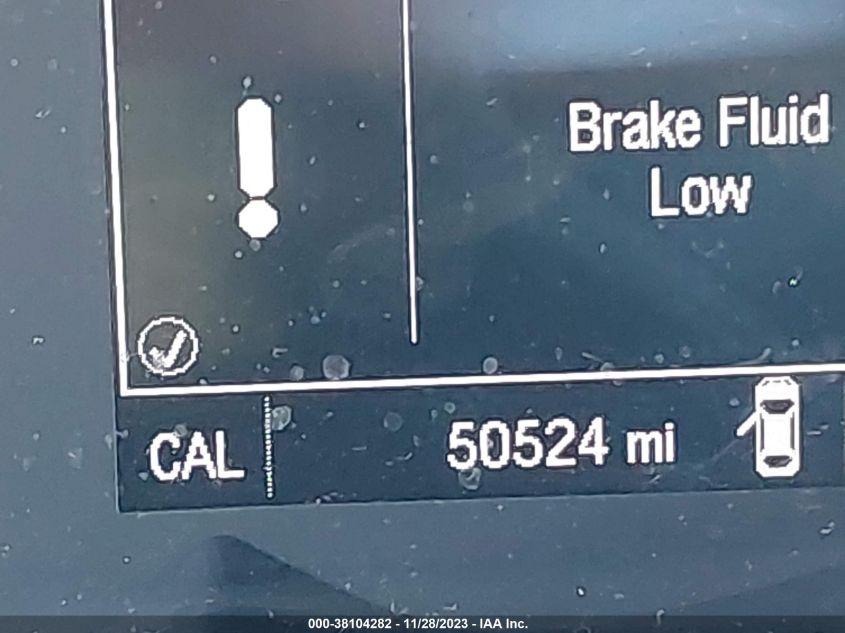 Brake Fluid
Low
CAL 50524 mi
000-38104282 - 11/28/2023 - IAA Inc.